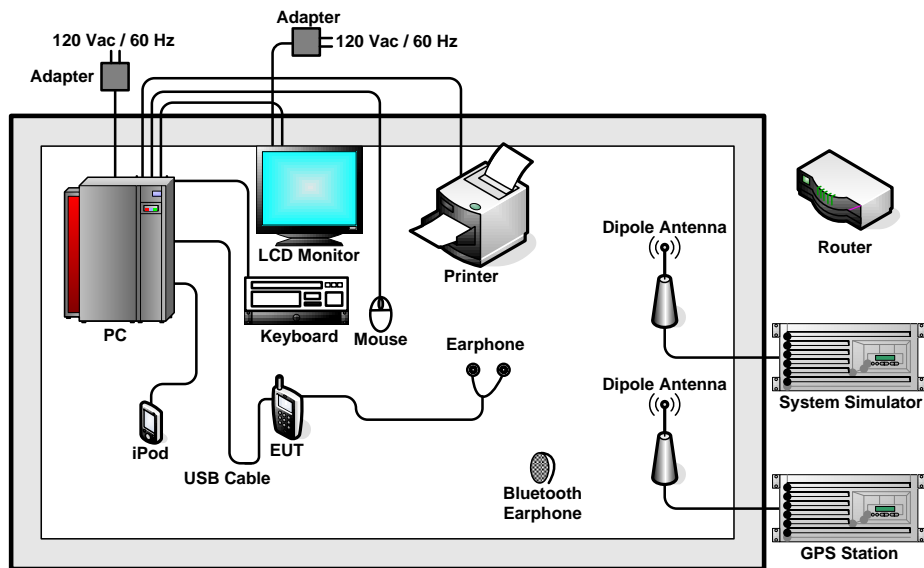 Adapter
120 Vac / 60 Hz
120 Vac / 60 Hz
Adapter
Dipole Antenna
Router
LCD Monitor
Printer
PC
Keyboard
Mouse
Earphone
Dipole Antenna
System Simulator
iPod
EUT
USB Cable
Bluetooth
Earphone
GPS Station